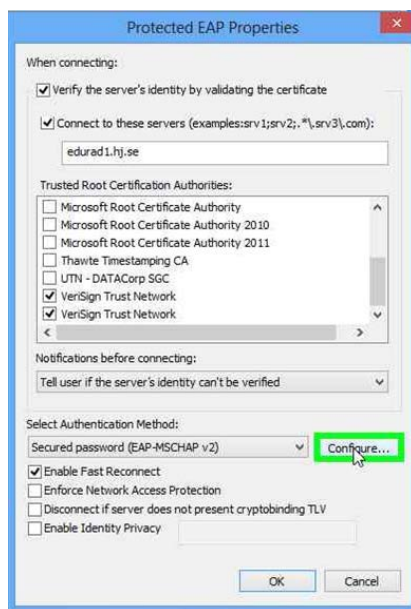 Protected EAP Properties
When connecting:
Verify the server's identity by validating the certificate
Connect to these servers (examples:srv1;srv2;.*\.srv3\.com):
edurad1.hj.se
Trusted Root Certification Authorities:
Microsoft Root Certificate Authority
Microsoft Root Certificate Authority 2010
Microsoft Root Certificate Authority 2011
Thawte Timestamping CA
UTN - DATACorp SGC
VeriSign Trust Network
VeriSign Trust Network
Notifications before connecting:
Tell user if the server's identity can't be verified
Select Authentication Method:
Secured password (EAP-MSCHAP v2) Configure...
Enable Fast Reconnect
Enforce Network Access Protection
Disconnect if server does not present cryptobinding TLV
Enable Identity Privacy
OK Cancel